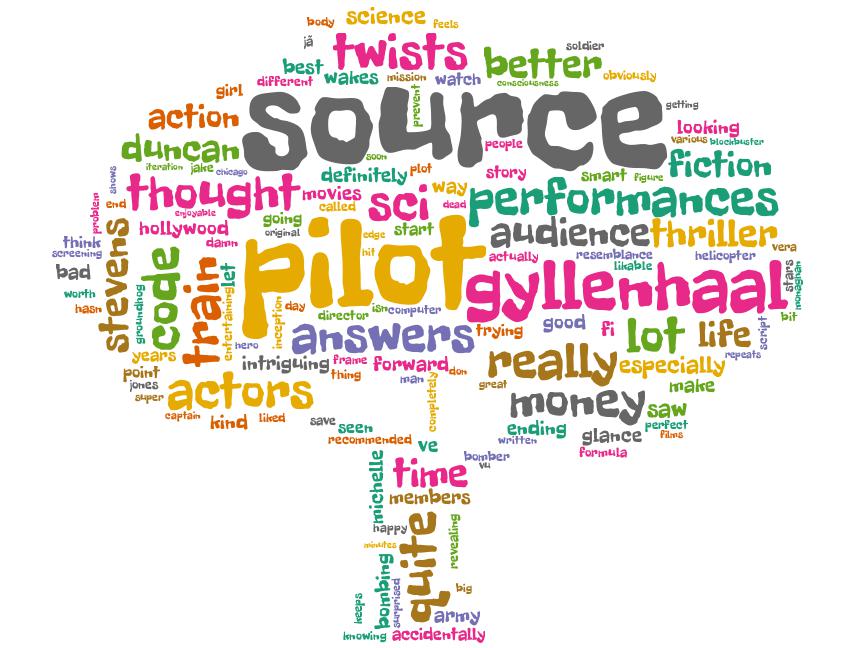 body science feels
já twists soldier
best different wakes mission watch better consciousness obviously
girl action source prevent getting
duncan people looking various blockbuster
iteration jake chicago soon definitely plot story smart figure fiction
shows thought movies sci way dead performances
problem end enjoyable called
stevens hollywood going original start audience thriller
think screening damn edge hit pilot actually resemblance helicopter vera
bad code train let likable gyllenhaal stars monaghan
worth hasn groundhog entertaining inception day director isn computer bit
hero answers trying good fi lot life script
years intriguing frame forward really especially repeats
point jones super thing man don great make
actors completely money saw
captain kind liked save seen ending glance perfect films
recommended ve written formula
michelle time bomber vu
members
happy quite revealing
minutes
bombing surprised big
keeps army
knowing accidentally